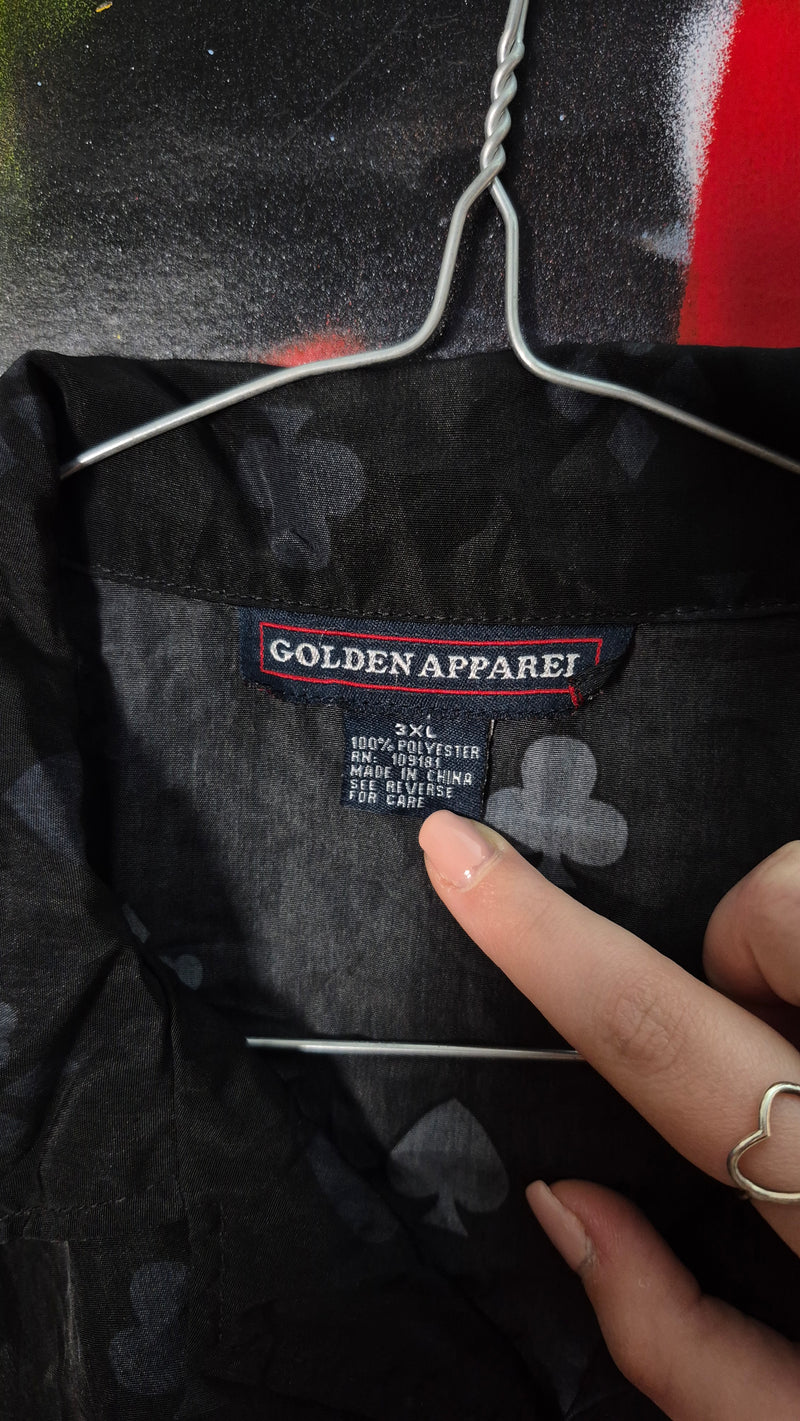 GOLDEN APPAREL
3XL
100% POLYESTER
RN: 109181
MADE IN CHINA
SEE REVERSE
FOR CARE